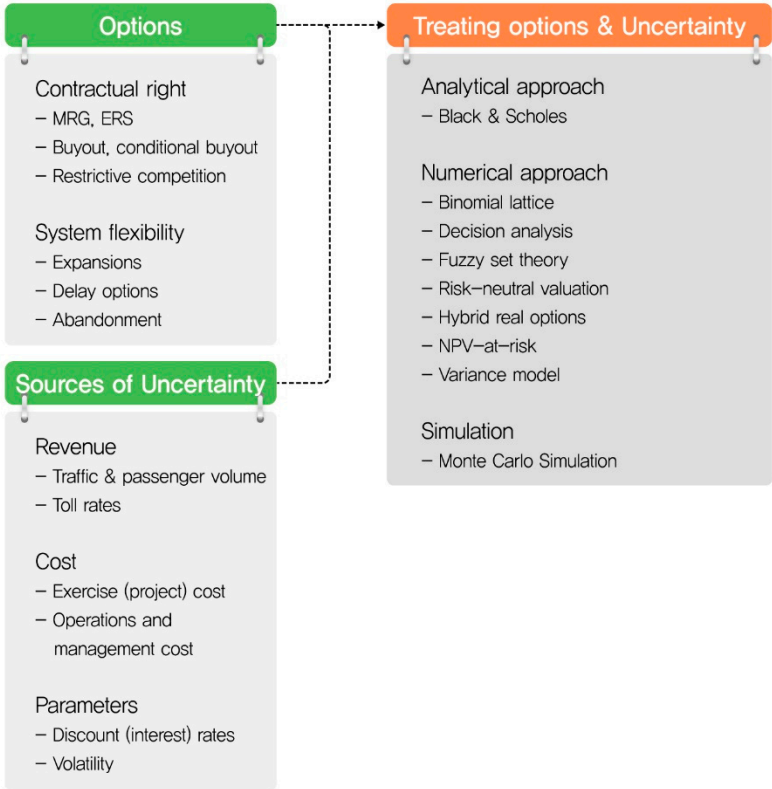 Options
Contractual right
– MRG, ERS
– Buyout, conditional buyout
– Restrictive competition
System flexibility
– Expansions
– Delay options
– Abandonment
Sources of Uncertainty
Revenue
– Traffic & passenger volume
– Toll rates
Cost
– Exercise (project) cost
– Operations and
management cost
Parameters
– Discount (interest) rates
– Volatility
Treating options & Uncertainty
Analytical approach
– Black & Scholes
Numerical approach
– Binomial lattice
– Decision analysis
– Fuzzy set theory
– Risk–neutral valuation
– Hybrid real options
– NPV–at–risk
– Variance model
Simulation
– Monte Carlo Simulation